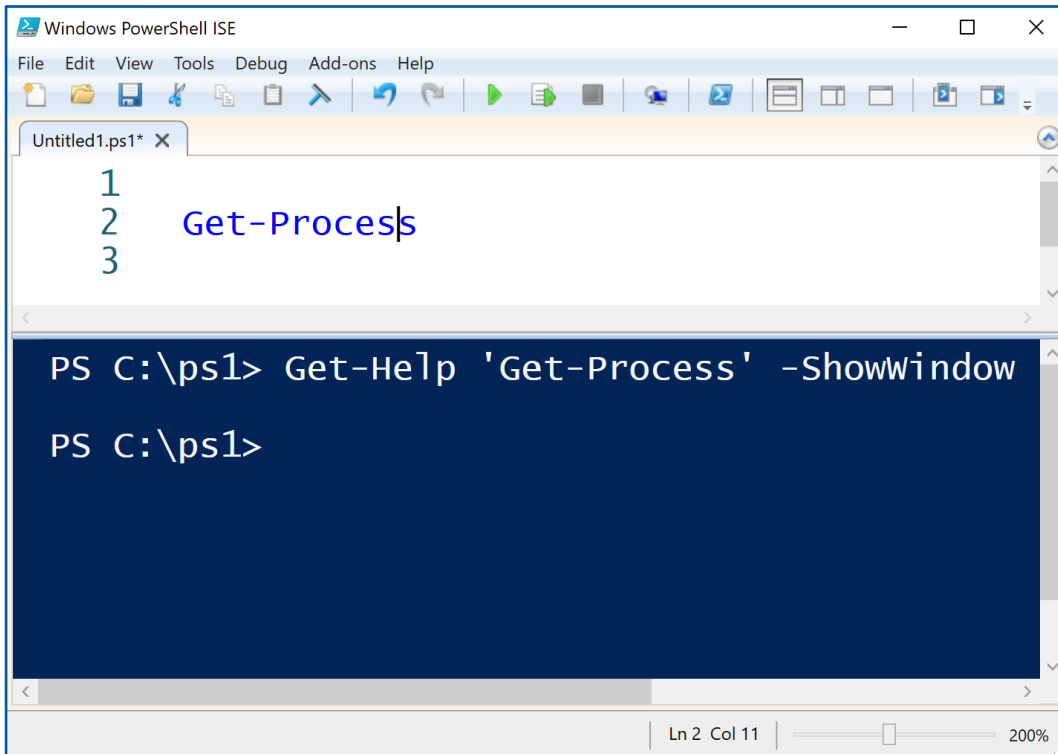 Windows PowerShell ISE
File Edit View Tools Debug Add-ons Help
Untitled1.ps1*
1
2 Get-Process
3
PS C:\ps1> Get-Help 'Get-Process' -ShowWindow
PS C:\ps1>
Ln 2 Col 11 200%